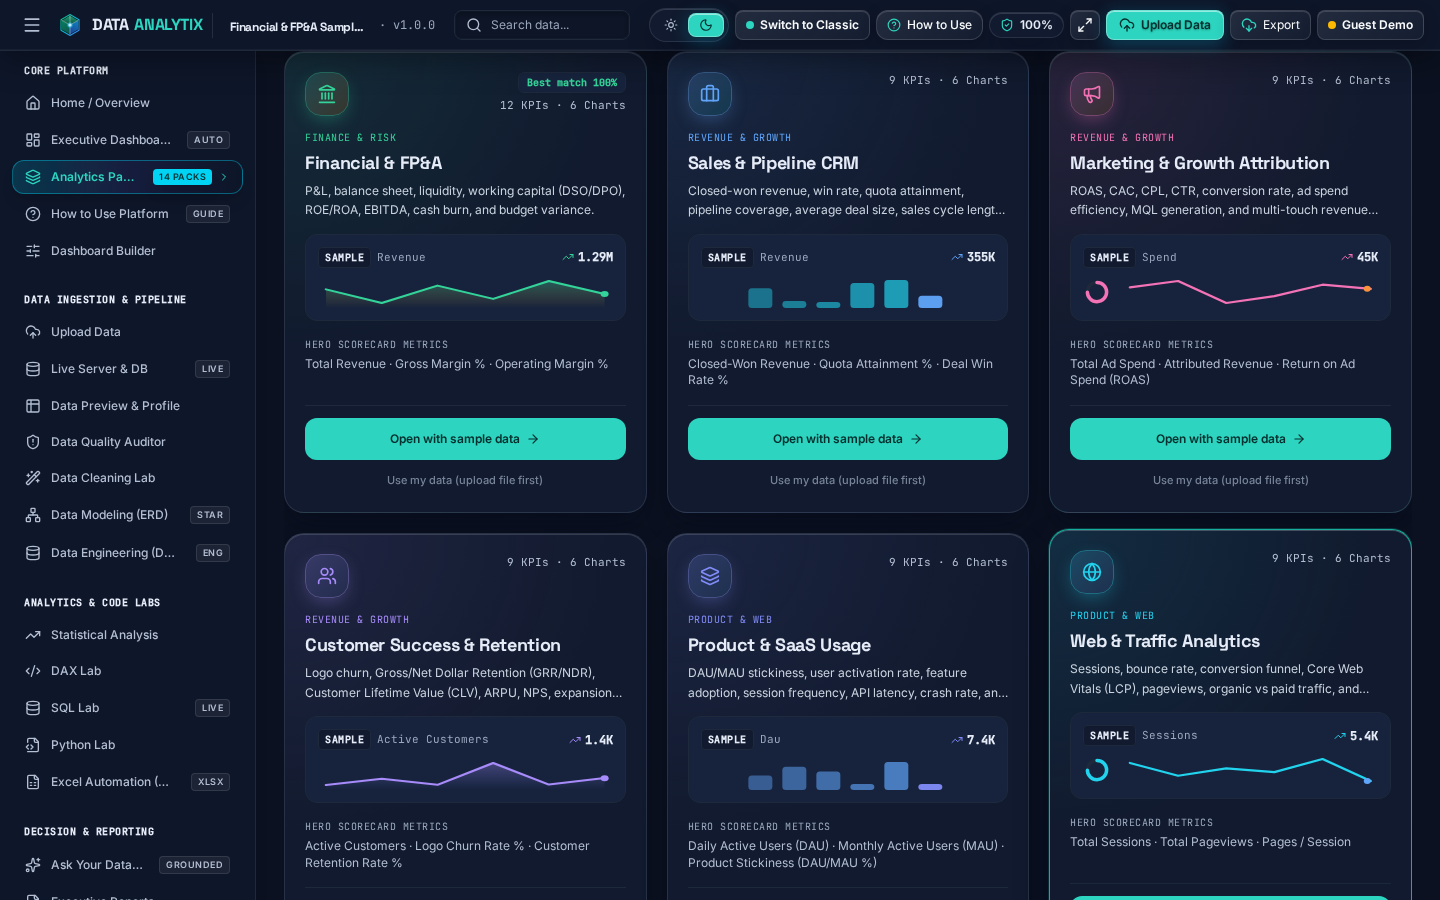 DATA ANALYTIX
Financial & FP&A Sampl... · v1.0.0
Search data...
Switch to Classic
How to Use
100%
Upload Data
Export
Guest Demo
CORE PLATFORM
Home / Overview
Executive Dashboa... AUTO
Analytics Pa... 14 PACKS
How to Use Platform GUIDE
Dashboard Builder
DATA INGESTION & PIPELINE
Upload Data
Live Server & DB LIVE
Data Preview & Profile
Data Quality Auditor
Data Cleaning Lab
Data Modeling (ERD) STAR
Data Engineering (D... ENG
ANALYTICS & CODE LABS
Statistical Analysis
DAX Lab
SQL Lab LIVE
Python Lab
Excel Automation (... XLSX
DECISION & REPORTING
Ask Your Data... GROUNDED
Executive Reports
Best match 100%
12 KPIs · 6 Charts
FINANCE & RISK
Financial & FP&A
P&L, balance sheet, liquidity, working capital (DSO/DPO),
ROE/ROA, EBITDA, cash burn, and budget variance.
SAMPLE Revenue 1.29M
HERO SCORECARD METRICS
Total Revenue · Gross Margin % · Operating Margin %
Open with sample data →
Use my data (upload file first)
9 KPIs · 6 Charts
REVENUE & GROWTH
Sales & Pipeline CRM
Closed-won revenue, win rate, quota attainment,
pipeline coverage, average deal size, sales cycle lengt...
SAMPLE Revenue 355K
HERO SCORECARD METRICS
Closed-Won Revenue · Quota Attainment % · Deal Win
Rate %
Open with sample data →
Use my data (upload file first)
9 KPIs · 6 Charts
REVENUE & GROWTH
Marketing & Growth Attribution
ROAS, CAC, CPL, CTR, conversion rate, ad spend
efficiency, MQL generation, and multi-touch revenue...
SAMPLE Spend 45K
HERO SCORECARD METRICS
Total Ad Spend · Attributed Revenue · Return on Ad
Spend (ROAS)
Open with sample data →
Use my data (upload file first)
9 KPIs · 6 Charts
REVENUE & GROWTH
Customer Success & Retention
Logo churn, Gross/Net Dollar Retention (GRR/NDR),
Customer Lifetime Value (CLV), ARPU, NPS, expansion...
SAMPLE Active Customers 1.4K
HERO SCORECARD METRICS
Active Customers · Logo Churn Rate % · Customer
Retention Rate %
9 KPIs · 6 Charts
PRODUCT & WEB
Product & SaaS Usage
DAU/MAU stickiness, user activation rate, feature
adoption, session frequency, API latency, crash rate, an...
SAMPLE Dau 7.4K
HERO SCORECARD METRICS
Daily Active Users (DAU) · Monthly Active Users (MAU) ·
Product Stickiness (DAU/MAU %)
9 KPIs · 6 Charts
PRODUCT & WEB
Web & Traffic Analytics
Sessions, bounce rate, conversion funnel, Core Web
Vitals (LCP), pageviews, organic vs paid traffic, and...
SAMPLE Sessions 5.4K
HERO SCORECARD METRICS
Total Sessions · Total Pageviews · Pages / Session